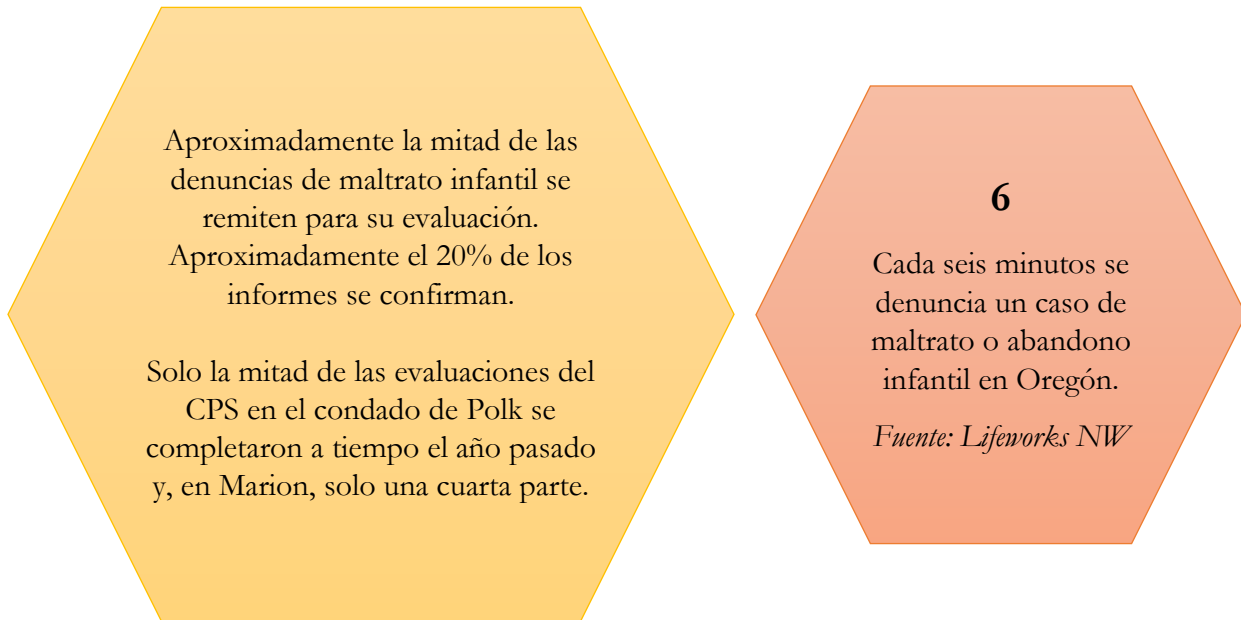 Aproximadamente la mitad de las
denuncias de maltrato infantil se
remiten para su evaluación.
Aproximadamente el 20% de los
informes se confirman.
Solo la mitad de las evaluaciones del
CPS en el condado de Polk se
completaron a tiempo el año pasado
y, en Marion, solo una cuarta parte.
6
Cada seis minutos se
denuncia un caso de
maltrato o abandono
infantil en Oregón.
Fuente: Lifeworks NW